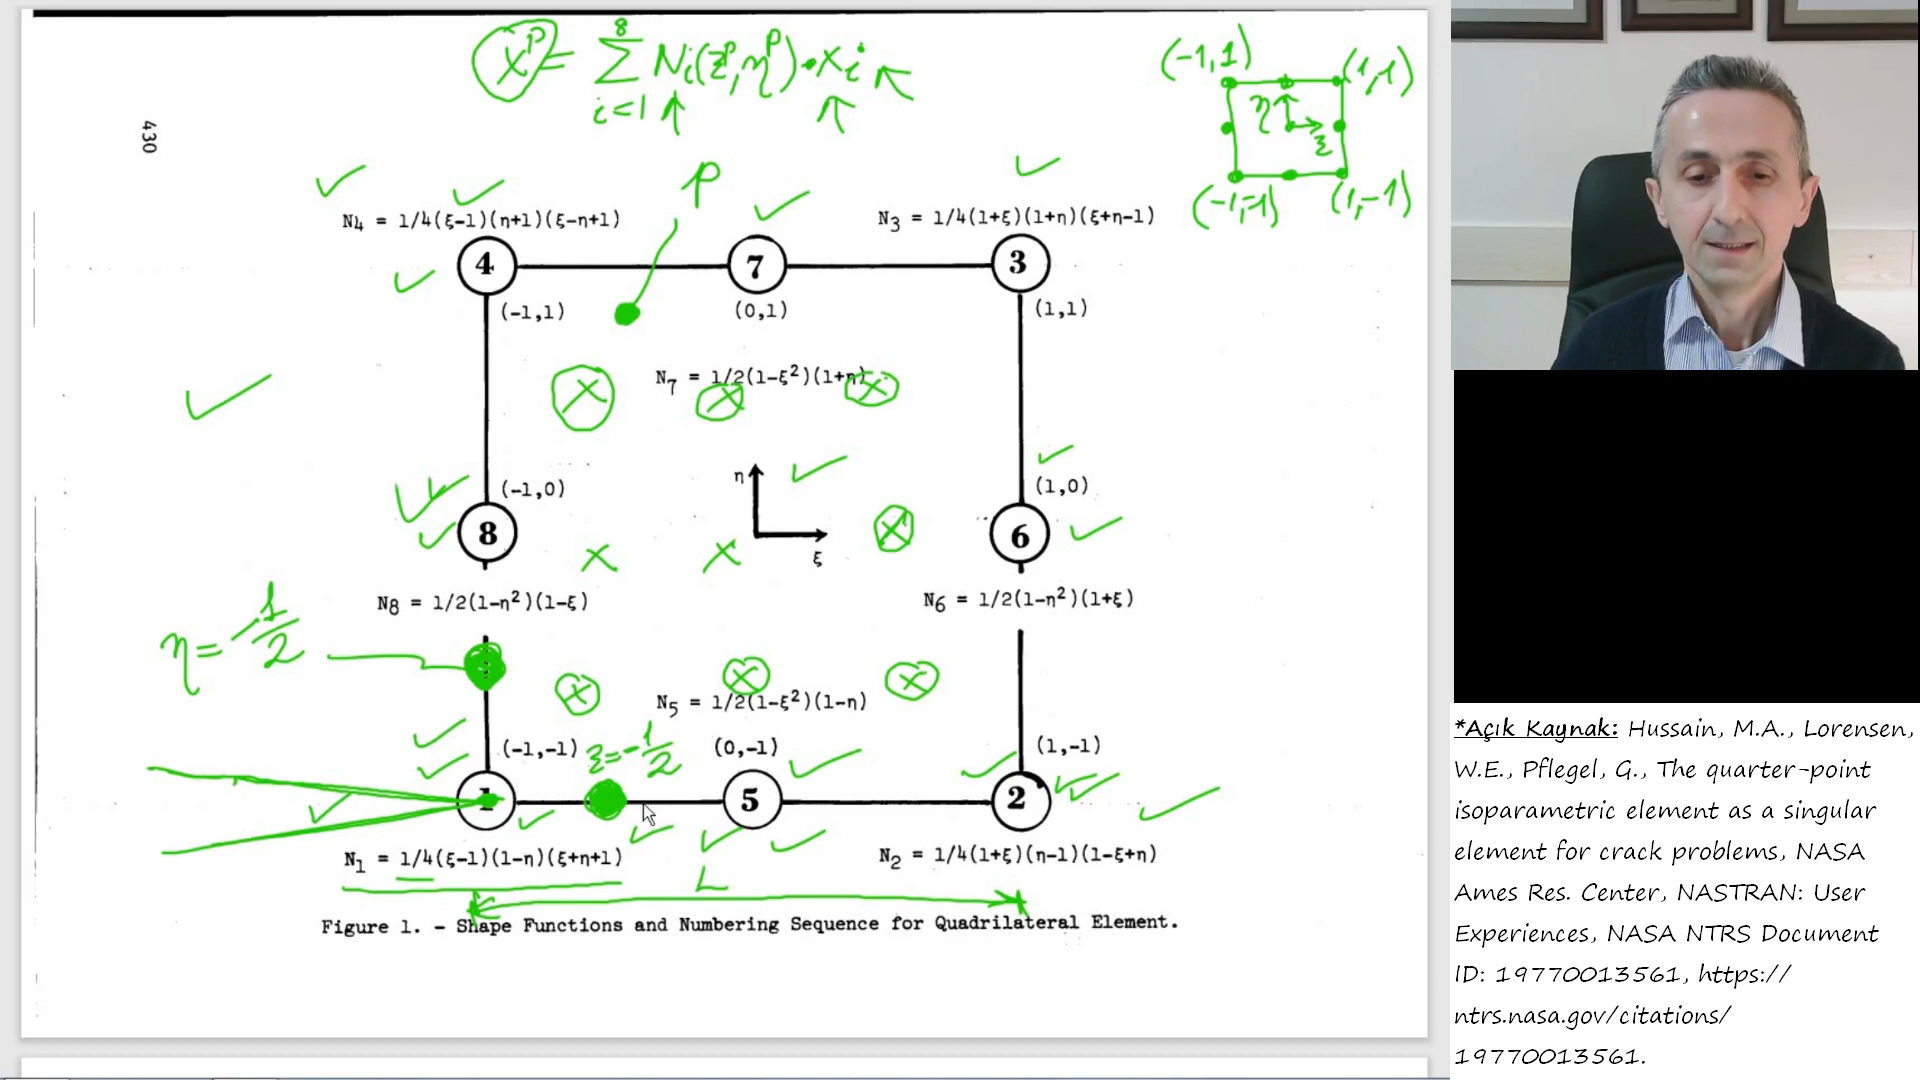 x^p = Σ_{i=1}^{8} N_i(ξ^p, η^p)·x_i
(-1,1)
(1,1)
η
ξ
(-1,-1)
(1,-1)
430
P
N4 = 1/4(ξ-1)(η+1)(ξ-η+1)
N3 = 1/4(1+ξ)(1+η)(ξ+η-1)
4
7
3
(-1,1)
(0,1)
(1,1)
N7 = 1/2(1-ξ²)(1+η)
η
(-1,0)
(1,0)
8
6
ξ
N8 = 1/2(1-η²)(1-ξ)
N6 = 1/2(1-η²)(1+ξ)
η = -1/2
N5 = 1/2(1-ξ²)(1-η)
(-1,-1)
ξ = -1/2
(0,-1)
(1,-1)
1
5
2
N1 = 1/4(ξ-1)(1-η)(ξ+η+1)
N2 = 1/4(1+ξ)(η-1)(1-ξ+η)
L
Figure 1. - Shape Functions and Numbering Sequence for Quadrilateral Element.
*Açık Kaynak: Hussain, M.A., Lorensen,
W.E., Pflegel, G., The quarter-point
isoparametric element as a singular
element for crack problems, NASA
Ames Res. Center, NASTRAN: User
Experiences, NASA NTRS Document
ID: 19770013561, https://
ntrs.nasa.gov/citations/
19770013561.